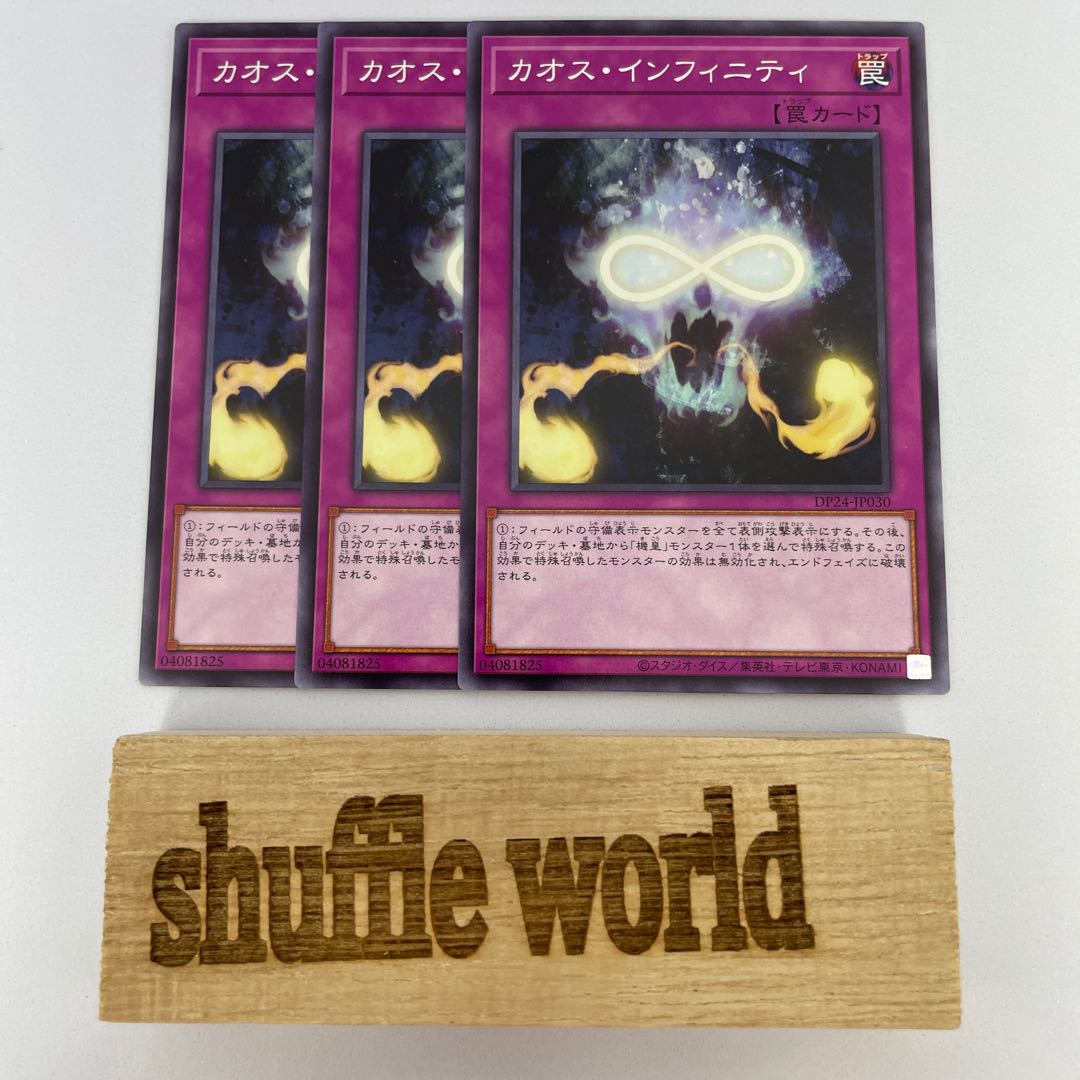 カオス・
カオス・
カオス・インフィニティ
トラップ
罠
トラップ
【罠カード】
DP24-JP030
①:フィールドの守備
自分のデッキ・墓地か
効果で特殊召喚したモ
される。
04081825
①:フィールドの守備表
自分のデッキ・墓地から
効果で特殊召喚したモ
される。
04081825
①:フィールドの守備表示モンスターを全て表側攻撃表示にする。その後、
自分のデッキ・墓地から「機皇」モンスター1体を選んで特殊召喚する。この
効果で特殊召喚したモンスターの効果は無効化され、エンドフェイズに破壊
される。
04081825
©スタジオ・ダイス/集英社・テレビ東京・KONAMI
shuffle world